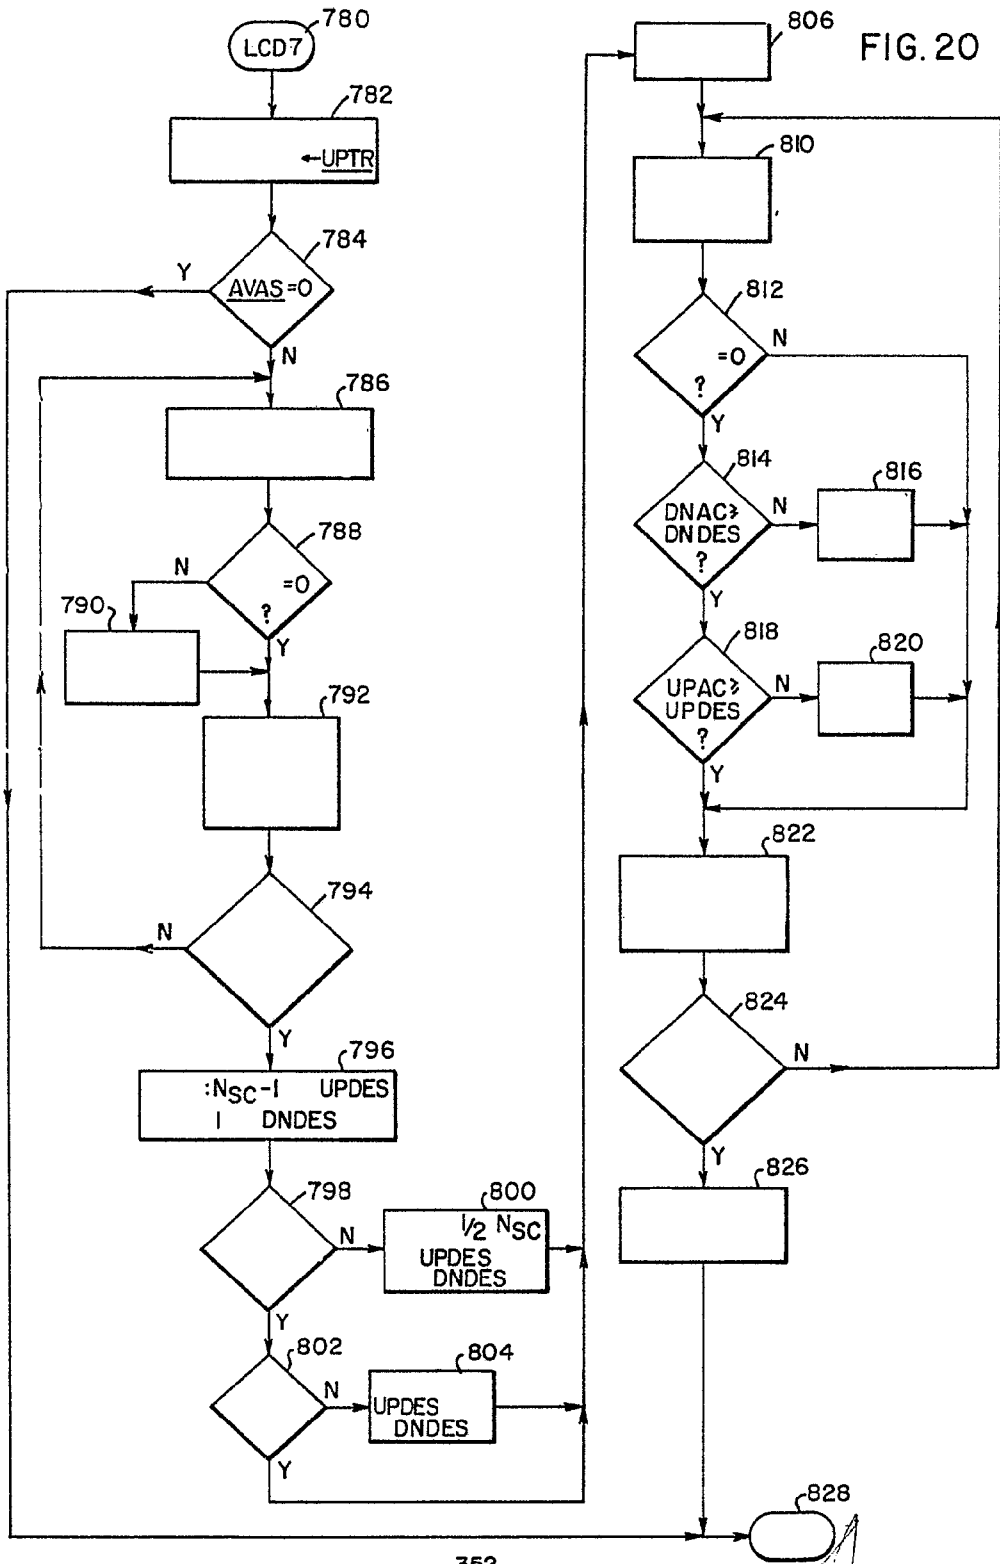 780
LCD7
782
←UPTR
784
Y
AVAS=0
N
786
788
N
=0
?
Y
790
792
794
N
Y
796
:NSC-1 UPDES
1 DNDES
798
N
800
1/2 NSC
UPDES
DNDES
Y
802
N
804
UPDES
DNDES
Y
806
FIG. 20
810
812
N
=0
?
Y
814
DNAC≥
DNDES
?
N
816
Y
818
UPAC≥
UPDES
?
N
820
Y
822
824
N
Y
826
828
352